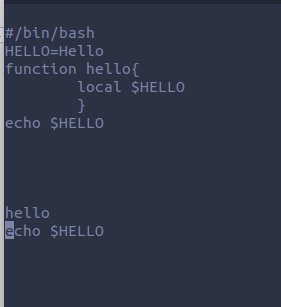 #/bin/bash
HELLO=Hello
function hello{
        local $HELLO
        }
echo $HELLO
hello
echo $HELLO